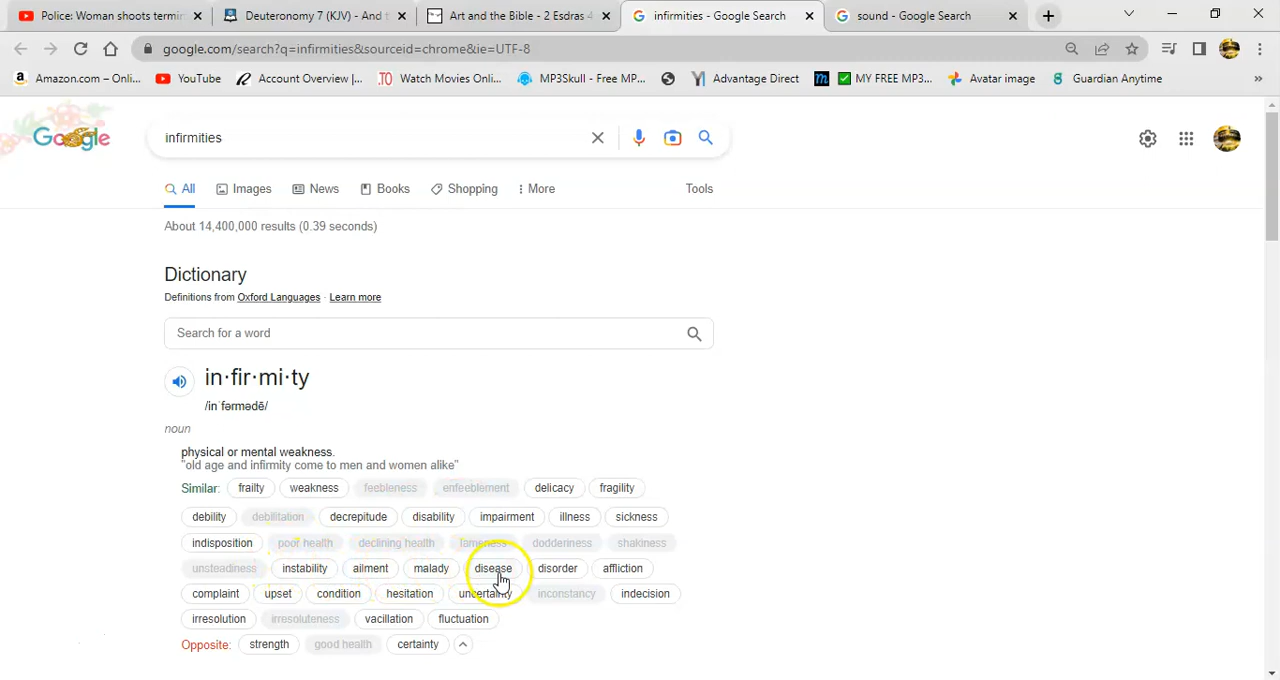 Police: Woman shoots termin
Deuteronomy 7 (KJV) - And t
Art and the Bible - 2 Esdras 4
infirmities - Google Search
sound - Google Search
google.com/search?q=infirmities&sourceid=chrome&ie=UTF-8
Amazon.com – Onli...
YouTube
Account Overview |...
Watch Movies Onlin...
MP3Skull - Free MP...
Advantage Direct
MY FREE MP3...
Avatar image
Guardian Anytime
Google
infirmities
All
Images
News
Books
Shopping
More
Tools
About 14,400,000 results (0.39 seconds)
Dictionary
Definitions from Oxford Languages · Learn more
Search for a word
in·fir·mi·ty
/inˈfərmədē/
noun
physical or mental weakness.
"old age and infirmity come to men and women alike"
Similar: frailty weakness feebleness enfeeblement delicacy fragility
debility debilitation decrepitude disability impairment illness sickness
indisposition poor health declining health lameness dodderiness shakiness
unsteadiness instability ailment malady disease disorder affliction
complaint upset condition hesitation uncertainty inconstancy indecision
irresolution irresoluteness vacillation fluctuation
Opposite: strength good health certainty